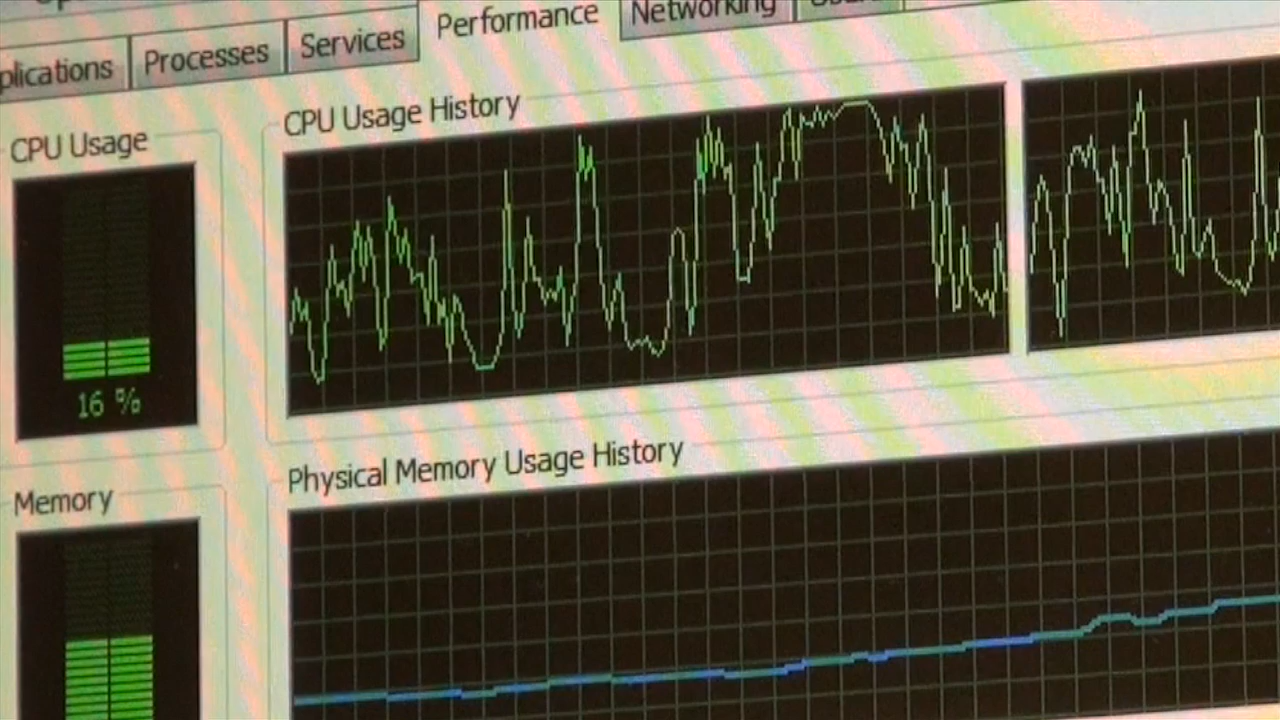 Performance
Networking
plications
Processes
Services
CPU Usage
CPU Usage History
16 %
Physical Memory Usage History
Memory